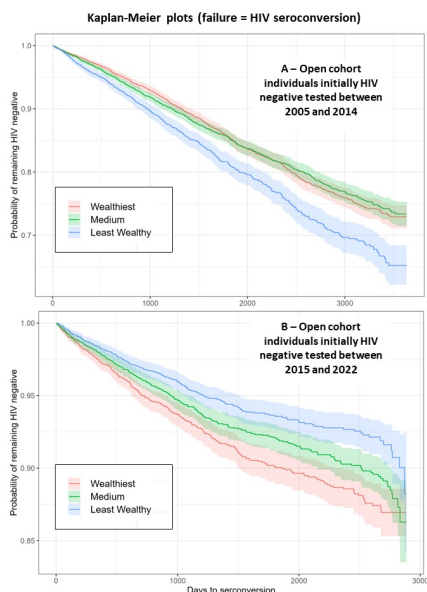 Kaplan-Meier plots (failure = HIV seroconversion)
A – Open cohort
individuals initially HIV
negative tested between
2005 and 2014
Probability of remaining HIV negative
1.0
0.9
0.8
0.7
Wealthiest
Medium
Least Wealthy
0
1000
2000
3000
B – Open cohort
individuals initially HIV
negative tested between
2015 and 2022
Probability of remaining HIV negative
1.00
0.95
0.90
0.85
Wealthiest
Medium
Least Wealthy
0
1000
2000
3000
Days to serconversion